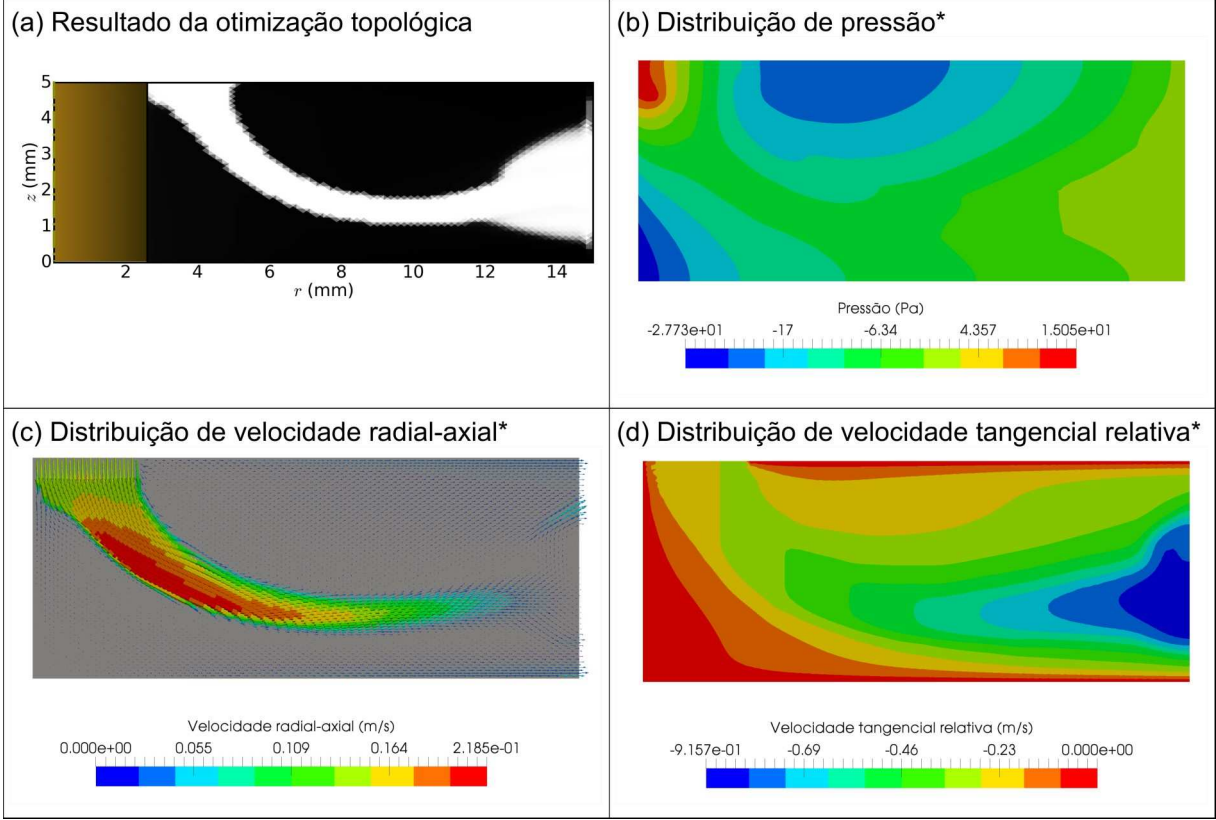 (a) Resultado da otimização topológica
5
4
3
2
1
0
z (mm)
2 4 6 8 10 12 14
r (mm)
(b) Distribuição de pressão*
Pressão (Pa)
-2.773e+01 -17 -6.34 4.357 1.505e+01
(c) Distribuição de velocidade radial-axial*
Velocidade radial-axial (m/s)
0.000e+00 0.055 0.109 0.164 2.185e-01
(d) Distribuição de velocidade tangencial relativa*
Velocidade tangencial relativa (m/s)
-9.157e-01 -0.69 -0.46 -0.23 0.000e+00